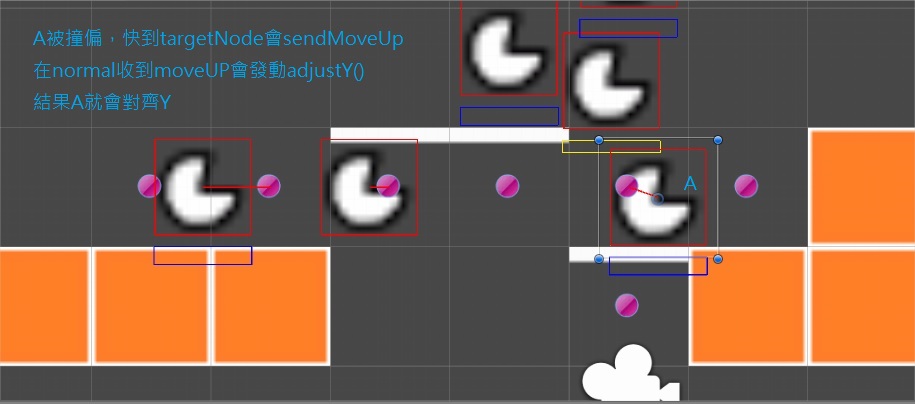 A被撞偏，快到targetNode會sendMoveUp
在normal收到moveUP會發動adjustY()
結果A就會對齊Y
A